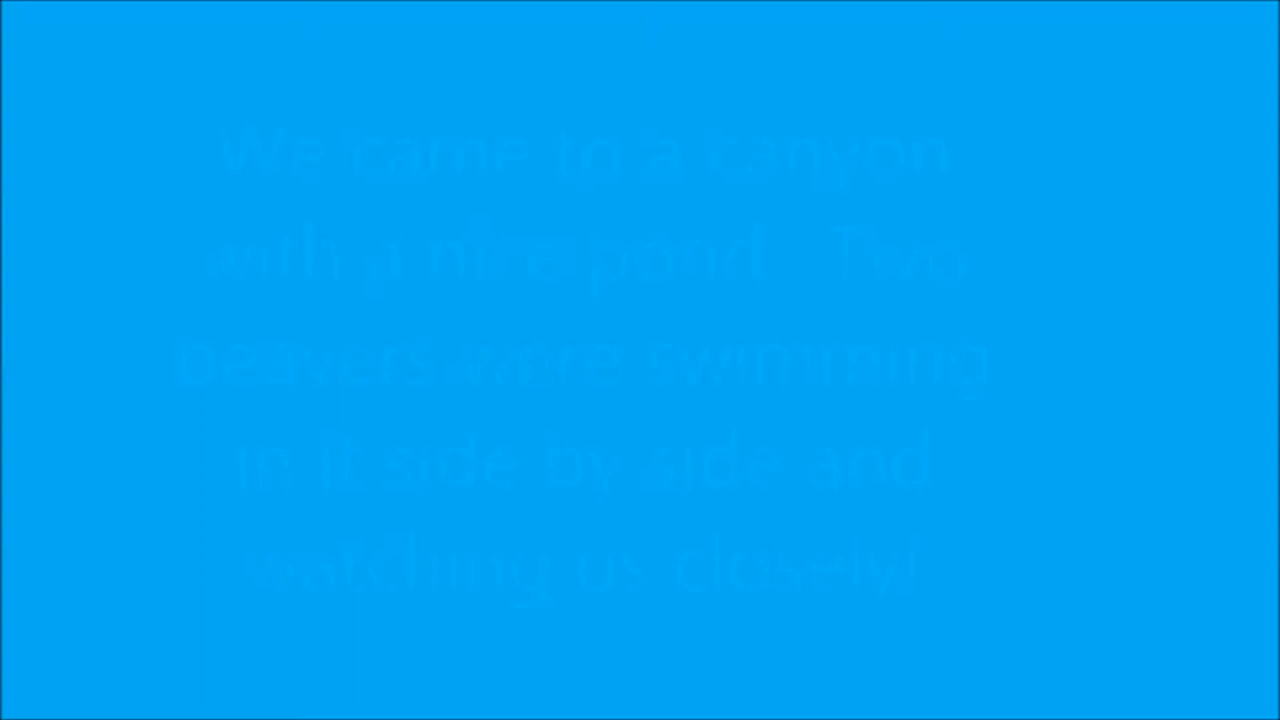 We came to a canyon
with a nice pond. Two
beavers were swimming
in it side by side and
watching us closely!